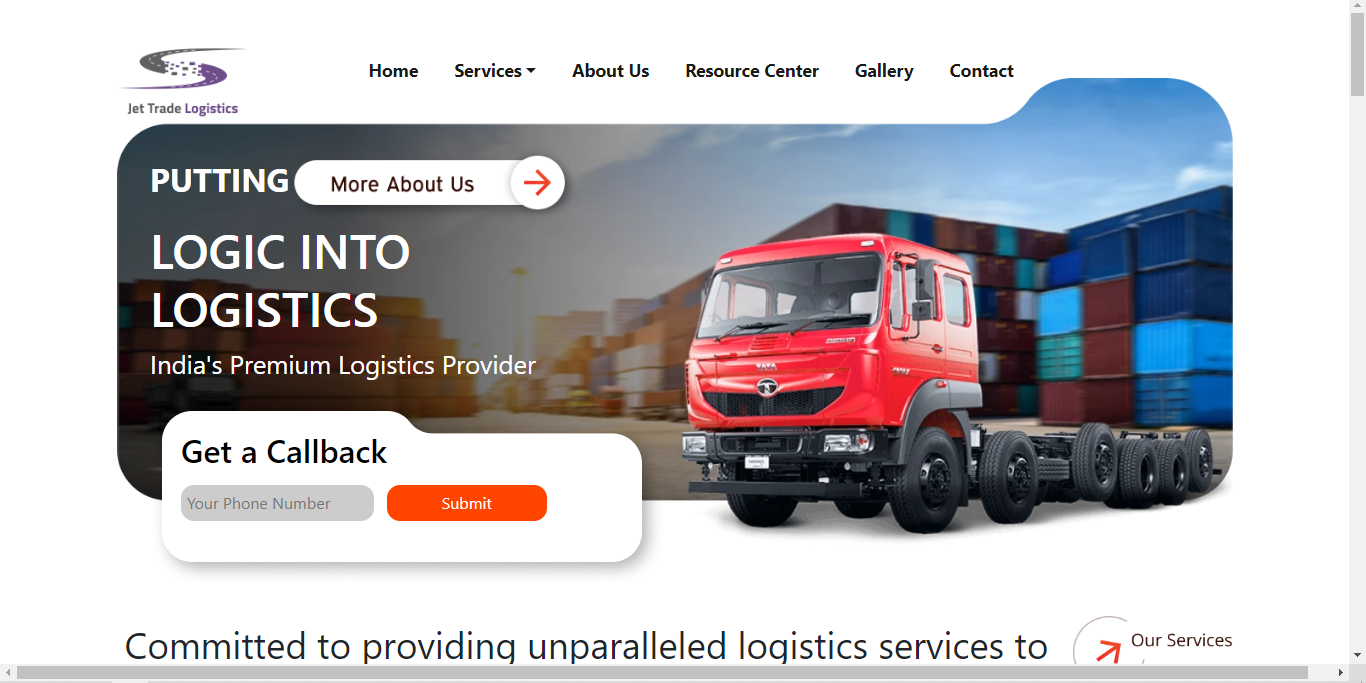 Jet Trade Logistics
Home Services About Us Resource Center Gallery Contact
PUTTING More About Us
LOGIC INTO
LOGISTICS
India's Premium Logistics Provider
TATA
Get a Callback
Your Phone Number Submit
Committed to providing unparalleled logistics services to
Our Services